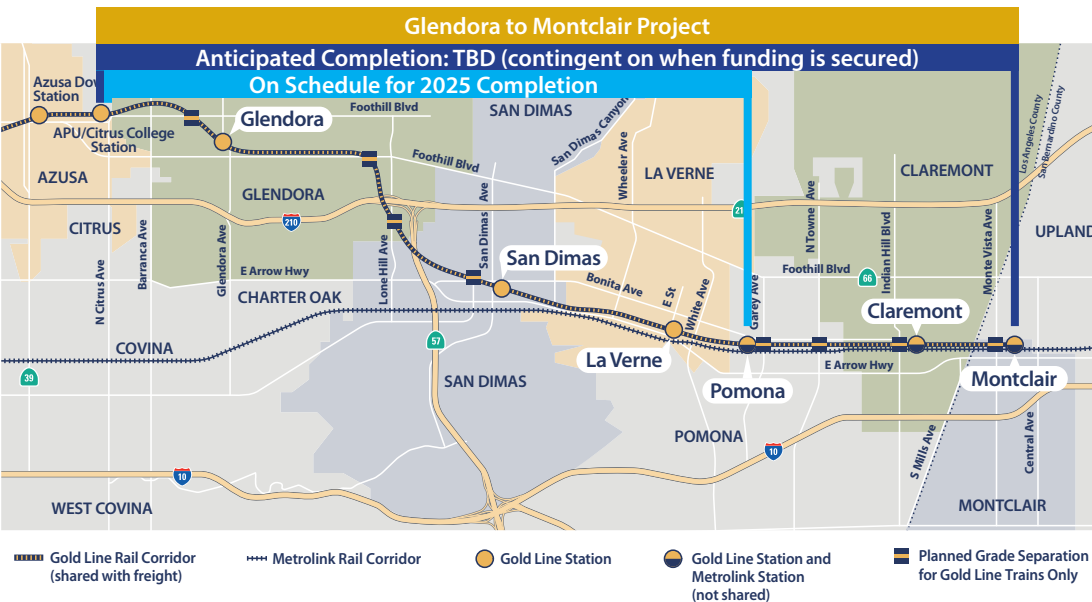 Glendora to Montclair Project
Anticipated Completion: TBD (contingent on when funding is secured)
On Schedule for 2025 Completion
Azusa
Station
APU/Citrus College
Station
Glendora
Foothill Blvd
SAN DIMAS
San Dimas Canyon
Foothill Blvd
Wheeler Ave
LA VERNE
CLAREMONT
Los Angeles County
San Bernardino County
AZUSA
GLENDORA
210
21
CITRUS
Barranca Ave
Glendora Ave
N Citrus Ave
E Arrow Hwy
CHARTER OAK
Lone Hill Ave
San Dimas Ave
San Dimas
Bonita Ave
E St
White Ave
Garey Ave
N Towne Ave
Foothill Blvd
66
Indian Hill Blvd
Monte Vista Ave
UPLAND
Claremont
COVINA
39
57
La Verne
SAN DIMAS
Pomona
E Arrow Hwy
Montclair
POMONA
10
S Mills Ave
Central Ave
10
WEST COVINA
MONTCLAIR
Gold Line Rail Corridor
(shared with freight)
Metrolink Rail Corridor
Gold Line Station
Gold Line Station and
Metrolink Station
(not shared)
Planned Grade Separation
for Gold Line Trains Only